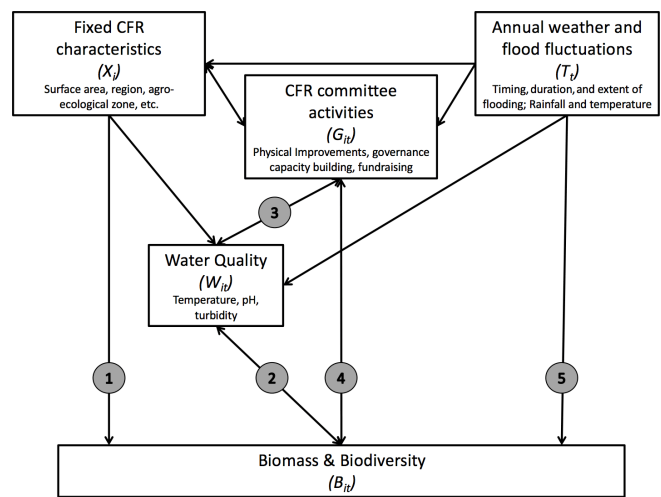 Fixed CFR
characteristics
(Xi)
Surface area, region, agro-
ecological zone, etc.
Annual weather and
flood fluctuations
(Tt)
Timing, duration, and extent of
flooding; Rainfall and temperature
CFR committee
activities
(Git)
Physical Improvements, governance
capacity building, fundraising
3
Water Quality
(Wit)
Temperature, pH,
turbidity
1
2
4
5
Biomass & Biodiversity
(Bit)